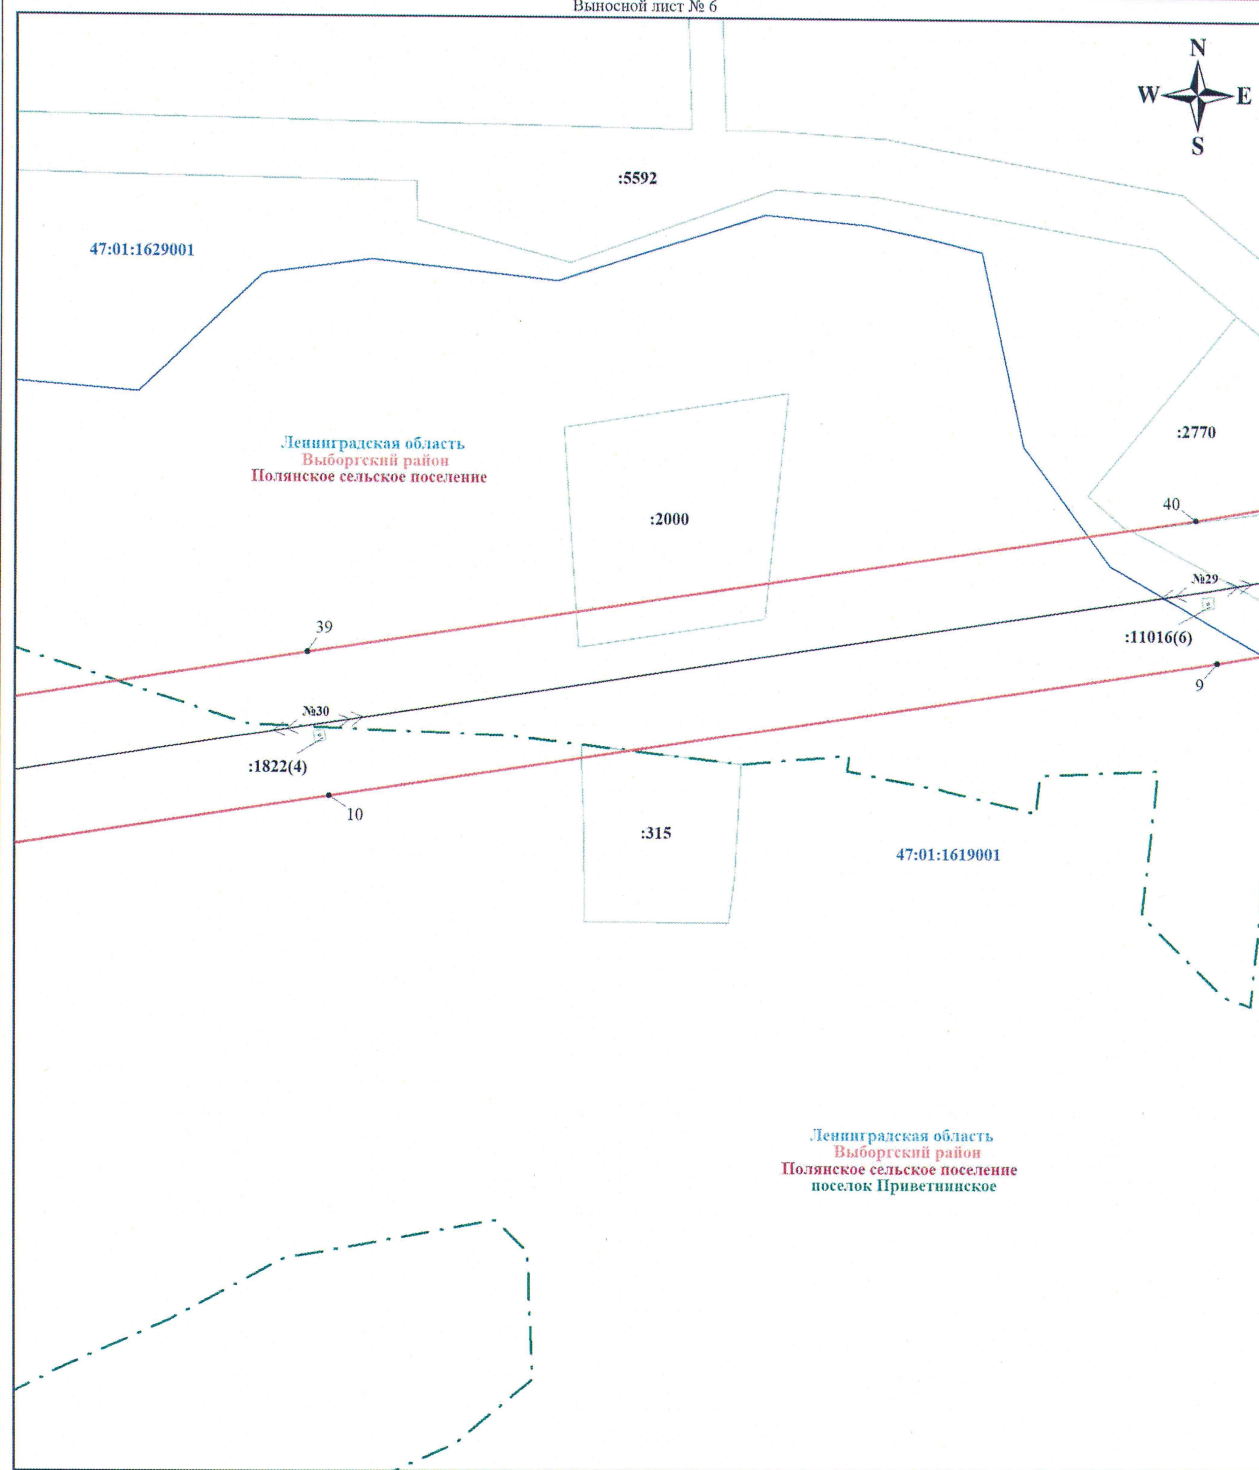 Выносной лист № 6
N
W E
S
:5592
47:01:1629001
:2770
Ленинградская область
Выборгский район
Полянское сельское поселение
40
:2000
№29
39
:11016(6)
9
№30
:1822(4)
10
:315
47:01:1619001
Ленинградская область
Выборгский район
Полянское сельское поселение
поселок Приветнинское